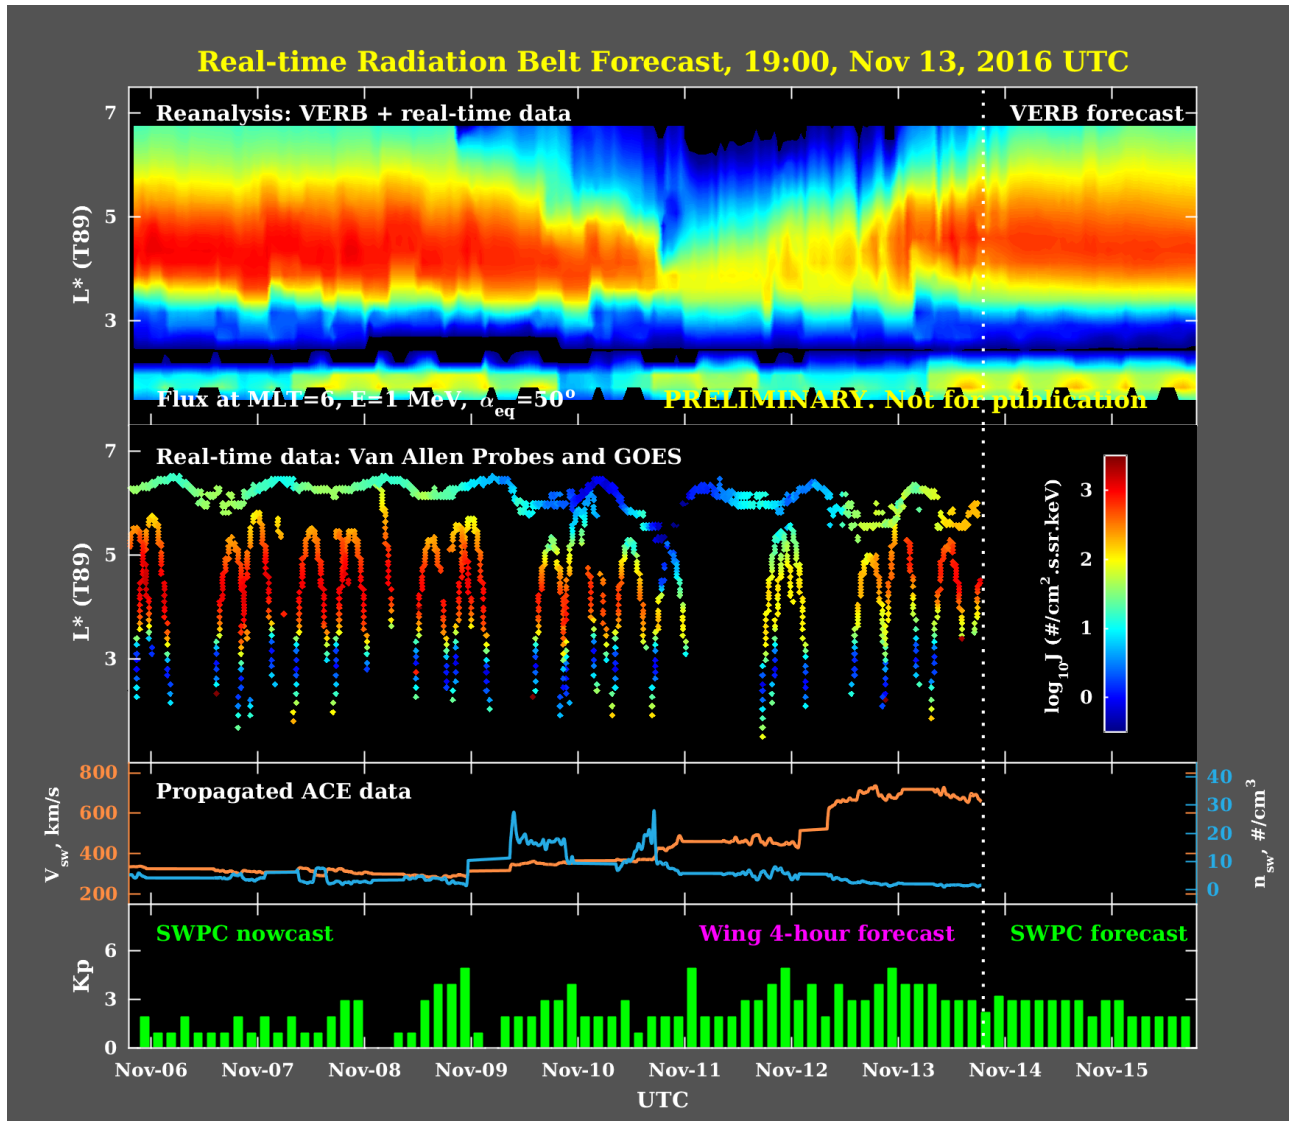 Real-time Radiation Belt Forecast, 19:00, Nov 13, 2016 UTC
Reanalysis: VERB + real-time data
VERB forecast
7
5
3
L* (T89)
Flux at MLT=6, E=1 MeV, α_eq=50°
PRELIMINARY. Not for publication
Real-time data: Van Allen Probes and GOES
7
5
3
L* (T89)
log₁₀J (#/cm².s.sr.keV)
3
2
1
0
Propagated ACE data
800
600
400
200
V_sw, km/s
40
30
20
10
0
n_sw, #/cm³
SWPC nowcast
Wing 4-hour forecast
SWPC forecast
6
3
0
Kp
Nov-06 Nov-07 Nov-08 Nov-09 Nov-10 Nov-11 Nov-12 Nov-13 Nov-14 Nov-15
UTC